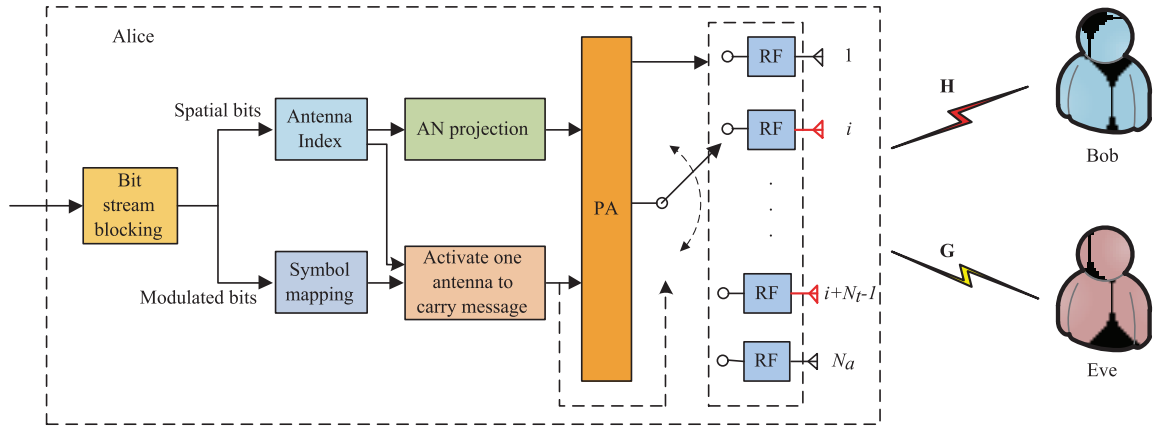 Alice
Spatial bits
Antenna
Index
AN projection
Bit
stream
blocking
Modulated bits
Symbol
mapping
Activate one
antenna to
carry message
PA
RF
1
RF
i
RF
i+Nt-1
RF
Na
H
Bob
G
Eve